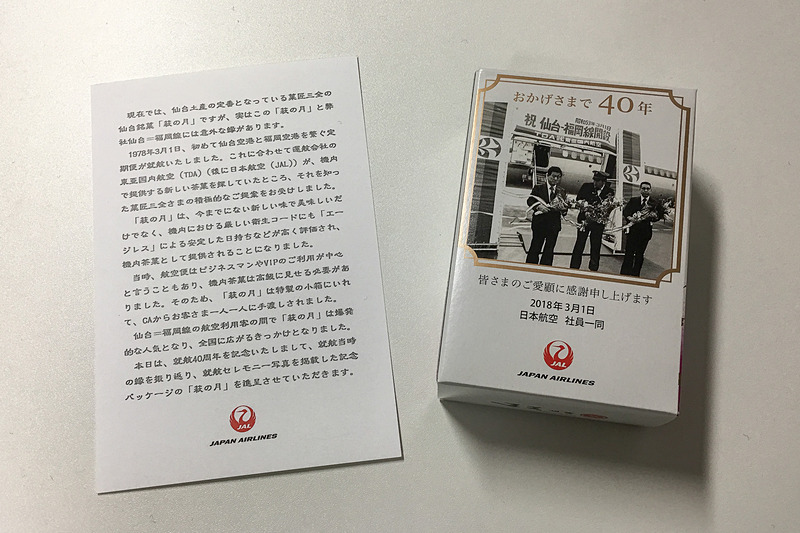 現在では、仙台土産の定番となっている菓匠三全の
仙台銘菓「萩の月」ですが、実はこの「萩の月」と弊
社仙台＝福岡線には意外な縁があります。
1978年3月1日、初めて仙台空港と福岡空港を繋ぐ定
期便が就航いたしました。これに合わせて運航会社の
東亜国内航空（TDA）（後に日本航空（JAL））が、機内
で提供する新しい茶菓を探していたところ、それを知っ
た菓匠三全さまの積極的なご提案をお受けしました。
「萩の月」は、今までにない新しい味で美味しいだ
けでなく、機内における厳しい衛生コードにも「エー
ジレス」による安定した日持ちなどが高く評価され、
機内茶菓として提供されることになりました。
当時、航空便はビジネスマンやVIPのご利用が中心
と言うこともあり、機内茶菓は高級に見せる必要があ
りました。そのため、「萩の月」は特製の小箱にいれ
て、CAからお客さま一人一人に手渡しされました。
仙台＝福岡線の航空利用客の間で「萩の月」は爆発
的な人気となり、全国に広がるきっかけとなりました。
本日は、就航40周年を記念いたしまして、就航当時
の縁を振り返り、就航セレモニー写真を掲載した記念
パッケージの「萩の月」を進呈させていただきます。
JAL
JAPAN AIRLINES
おかげさまで 40年
昭和53年3月1日
祝 仙台-福岡線開設
TDA 東亜国内航空
皆さまのご愛顧に感謝申し上げます
2018年3月1日
日本航空 社員一同
JAL
JAPAN AIRLINES